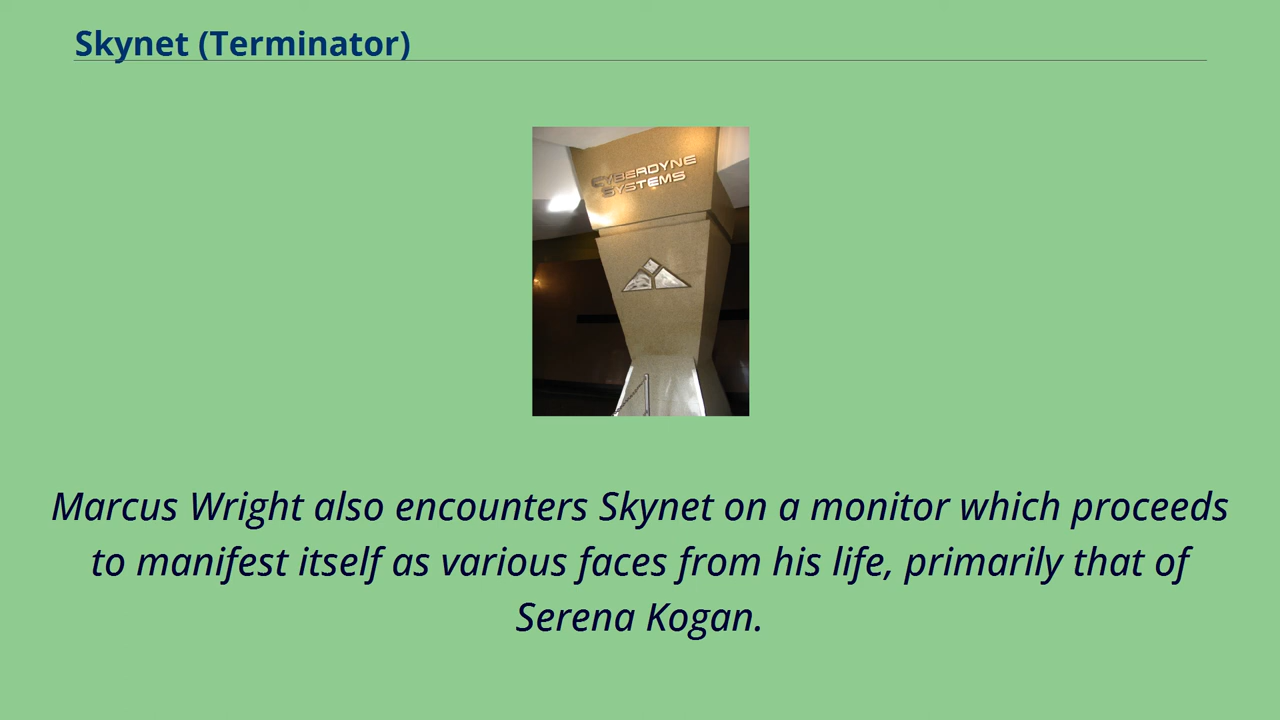 Skynet (Terminator)
CYBERDYNE
SYSTEMS
Marcus Wright also encounters Skynet on a monitor which proceeds
to manifest itself as various faces from his life, primarily that of
Serena Kogan.